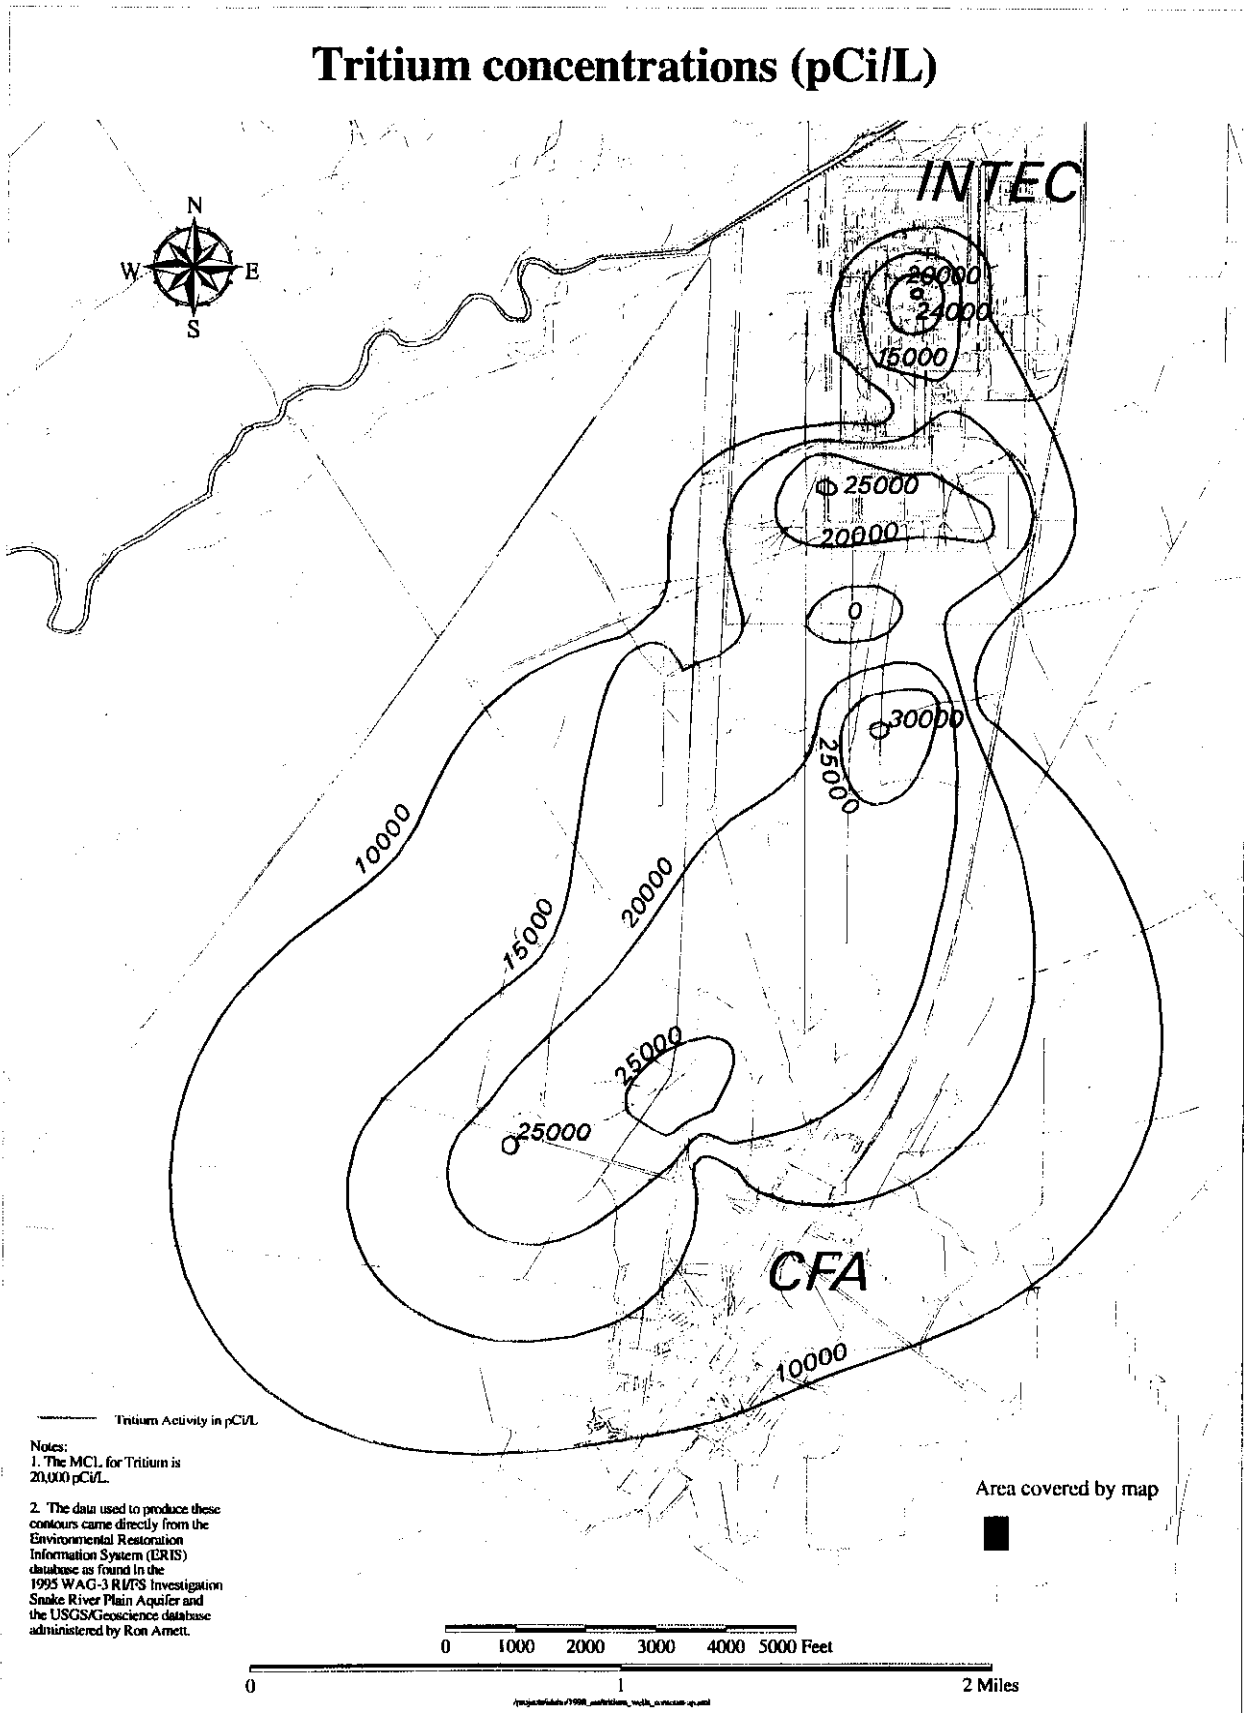 Tritium concentrations (pCi/L)
INTEC
N
W
E
S
20000
24000
15000
25000
20000
0
30000
25000
10000
20000
15000
25000
25000
CFA
10000
Tritium Activity in pCi/L
Notes:
1. The MCL for Tritium is
20,000 pCi/L.
2. The data used to produce these
contours came directly from the
Environmental Restoration
Information System (ERIS)
database as found in the
1995 WAG-3 RI/FS Investigation
Snake River Plain Aquifer and
the USGS/Geoscience database
administered by Ron Arnett.
Area covered by map
0 1000 2000 3000 4000 5000 Feet
0 1 2 Miles